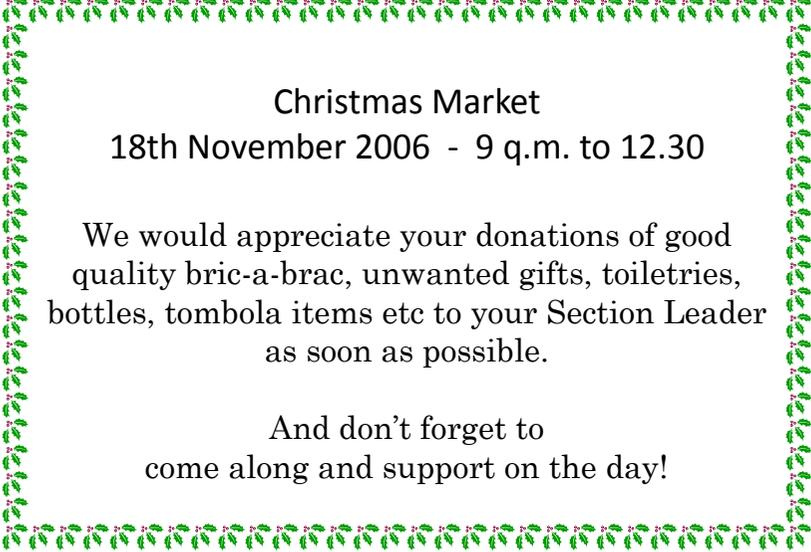 Christmas Market
18th November 2006 - 9 q.m. to 12.30
We would appreciate your donations of good
quality bric-a-brac, unwanted gifts, toiletries,
bottles, tombola items etc to your Section Leader
as soon as possible.
And don’t forget to
come along and support on the day!